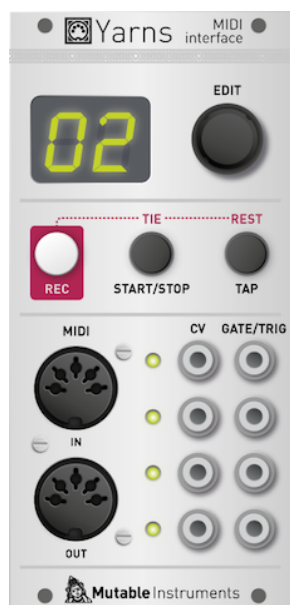 Yarns MIDI interface
EDIT
02
TIE REST
REC START/STOP TAP
MIDI CV GATE/TRIG
IN
OUT
Mutable Instruments